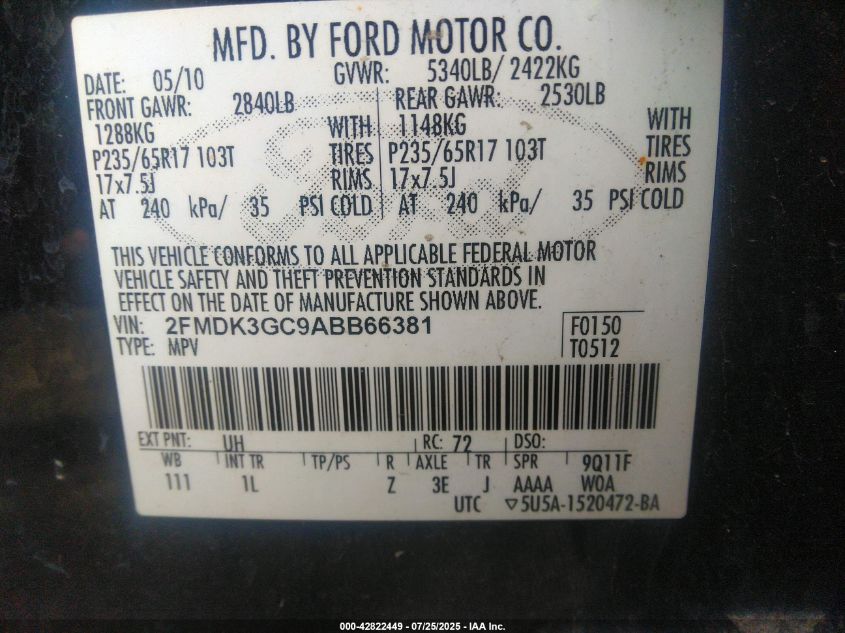 MFD. BY FORD MOTOR CO.
DATE: 05/10 GVWR: 5340LB/ 2422KG
FRONT GAWR: 2840LB REAR GAWR: 2530LB
1288KG WITH 1148KG WITH
P235/65R17 103T TIRES P235/65R17 103T TIRES
17x7.5J RIMS 17x7.5J RIMS
AT 240 kPa/ 35 PSI COLD AT 240 kPa/ 35 PSI COLD
Ford
THIS VEHICLE CONFORMS TO ALL APPLICABLE FEDERAL MOTOR
VEHICLE SAFETY AND THEFT PREVENTION STANDARDS IN
EFFECT ON THE DATE OF MANUFACTURE SHOWN ABOVE.
VIN: 2FMDK3GC9ABB66381 F0150
TYPE: MPV T0512
EXT PNT: UH RC: 72 DSO:
WB INT TR TP/PS R AXLE TR SPR 9Q11F
111 1L Z 3E J AAAA WOA
UTC ▽5U5A-1520472-BA
000-42822449 - 07/25/2025 - IAA Inc.